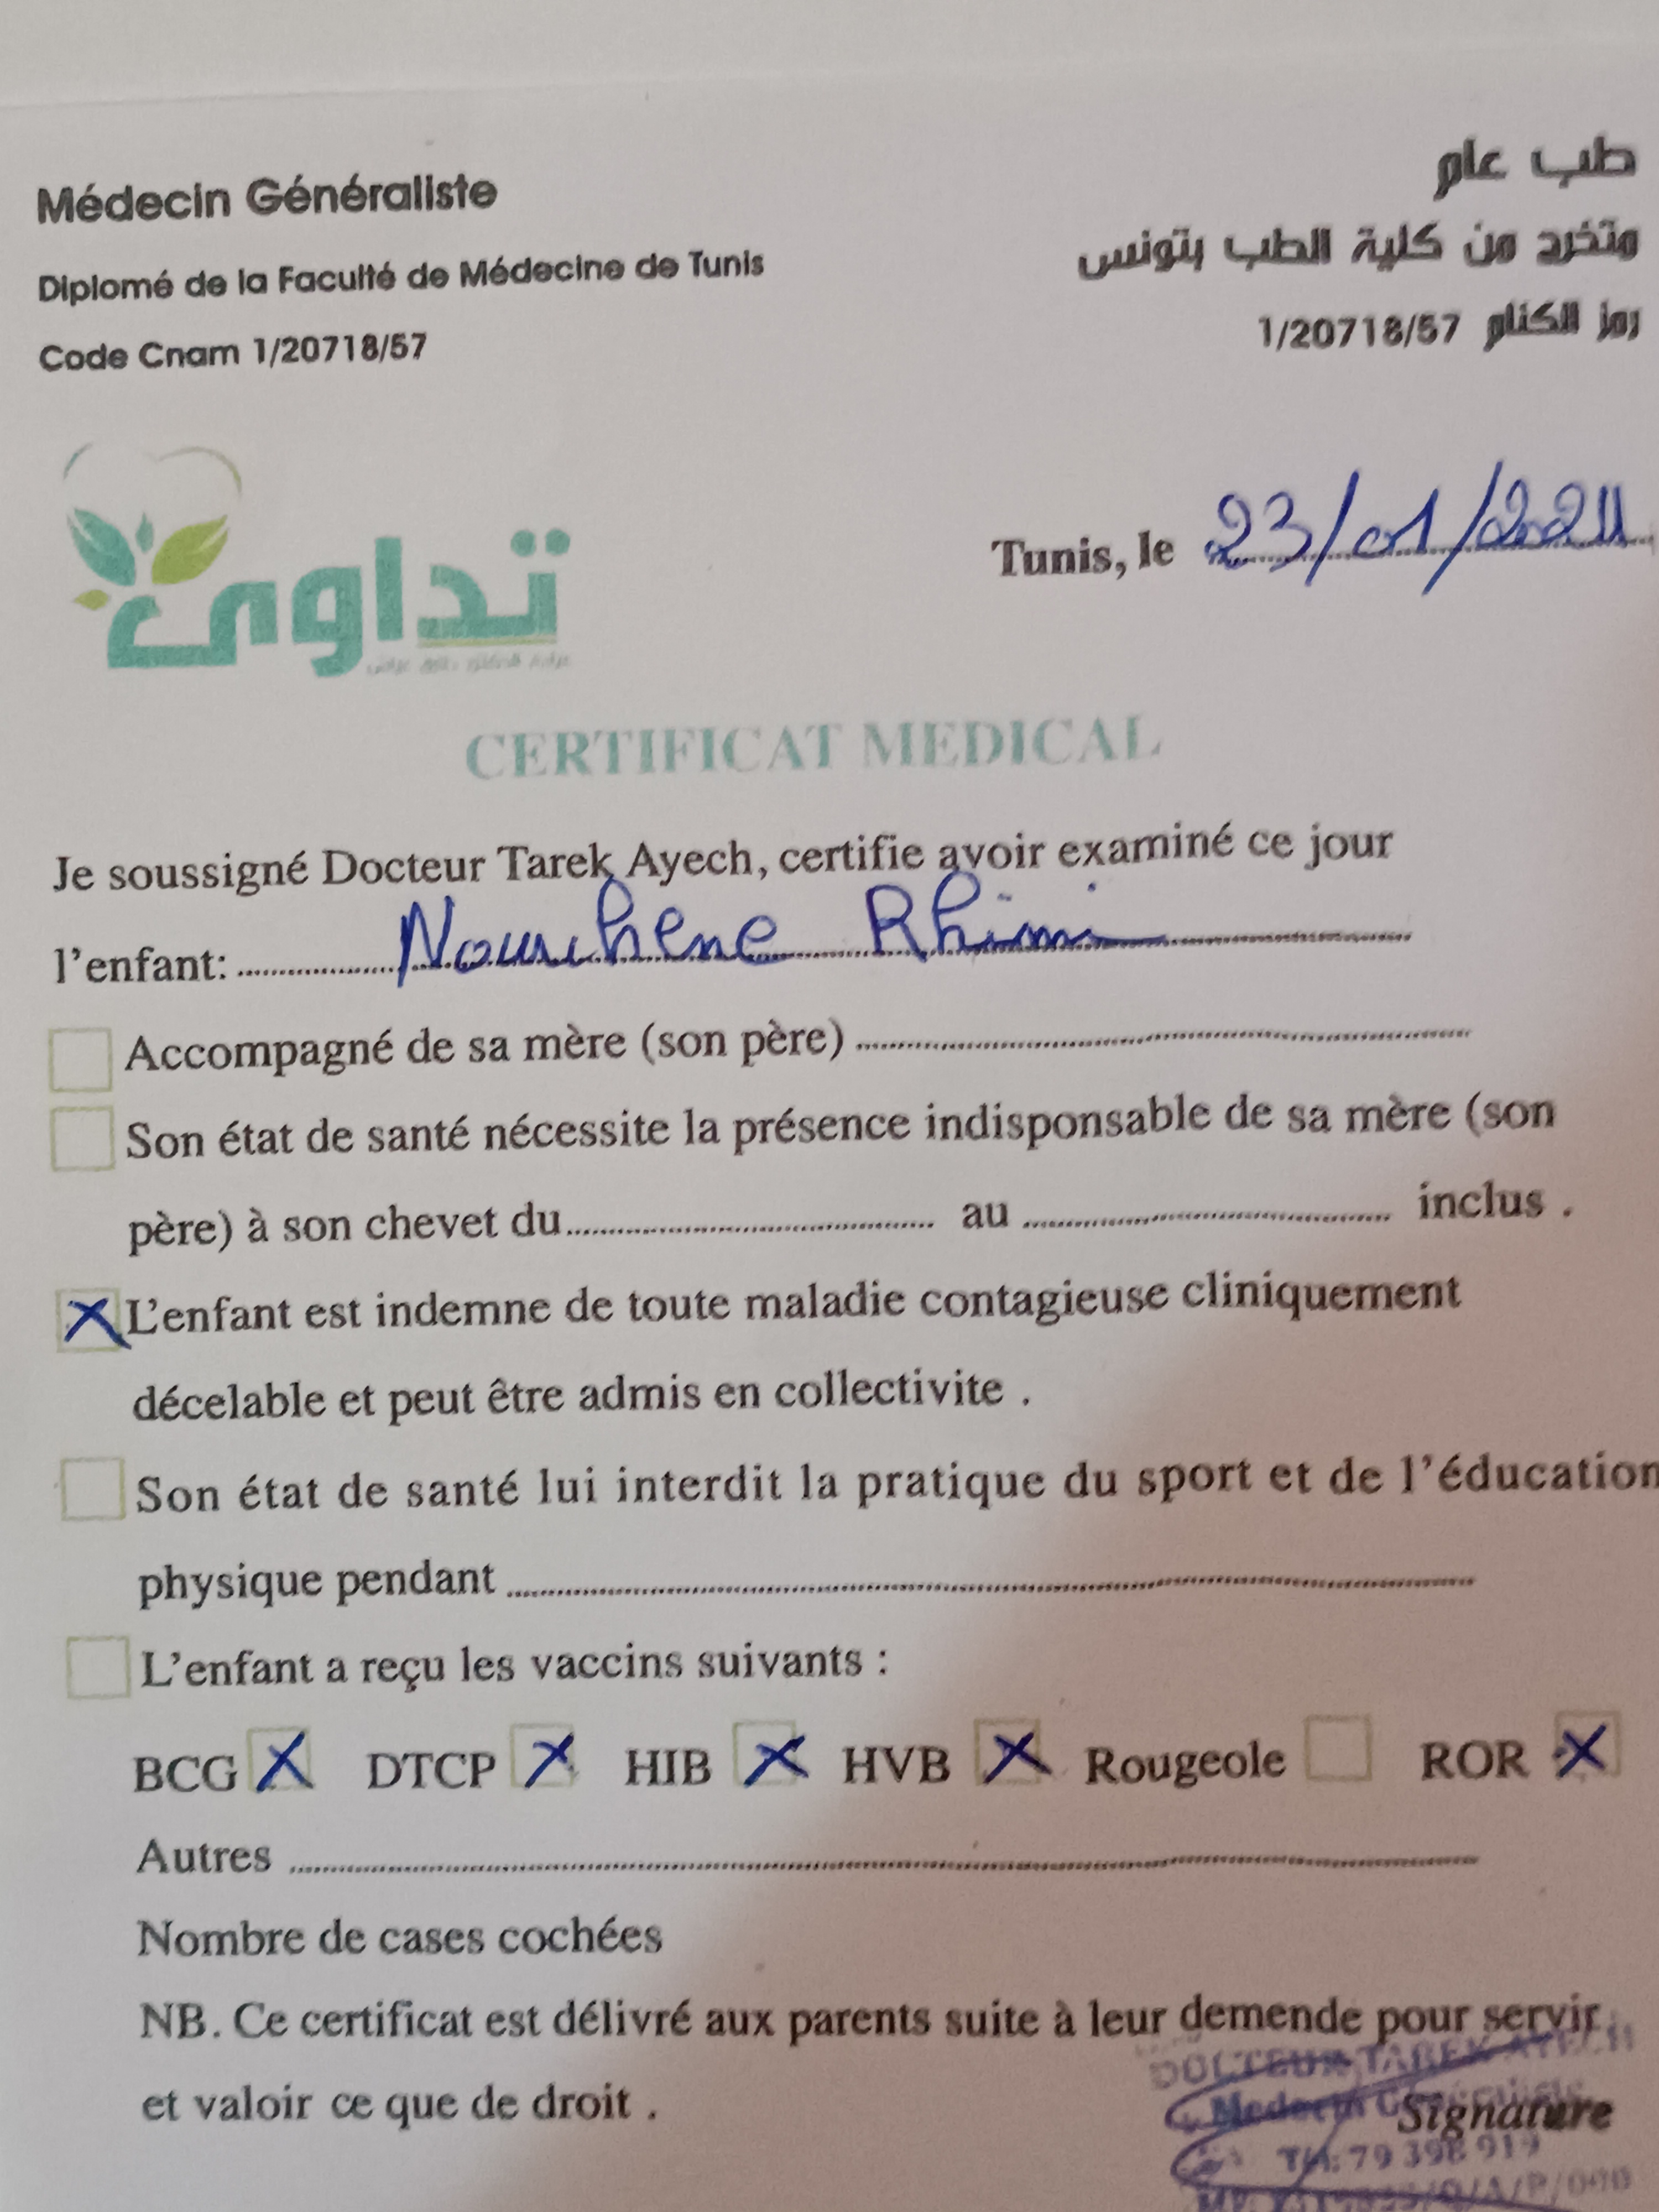 Médecin Généraliste
Diplomé de la Faculté de Médecine de Tunis
Code Cnam 1/20718/57
طب عام
متخرج من كلية الطب بتونس
رمز الكنام 1/20718/57
تداوي
Tunis, le 23/01/2021
CERTIFICAT MEDICAL
Je soussigné Docteur Tarek Ayech, certifie avoir examiné ce jour
l'enfant: Nourchene Rhimi
Accompagné de sa mère (son père)
Son état de santé nécessite la présence indisponsable de sa mère (son
père) à son chevet du au inclus .
X L'enfant est indemne de toute maladie contagieuse cliniquement
décelable et peut être admis en collectivite .
Son état de santé lui interdit la pratique du sport et de l'éducation
physique pendant
L'enfant a reçu les vaccins suivants :
BCG X DTCP X HIB X HVB X Rougeole ROR X
Autres
Nombre de cases cochées
NB. Ce certificat est délivré aux parents suite à leur demende pour servir
et valoir ce que de droit .
DOCTEUR TAREK AYECH
Medecin Généraliste
Signature
Tél: 79 398 919